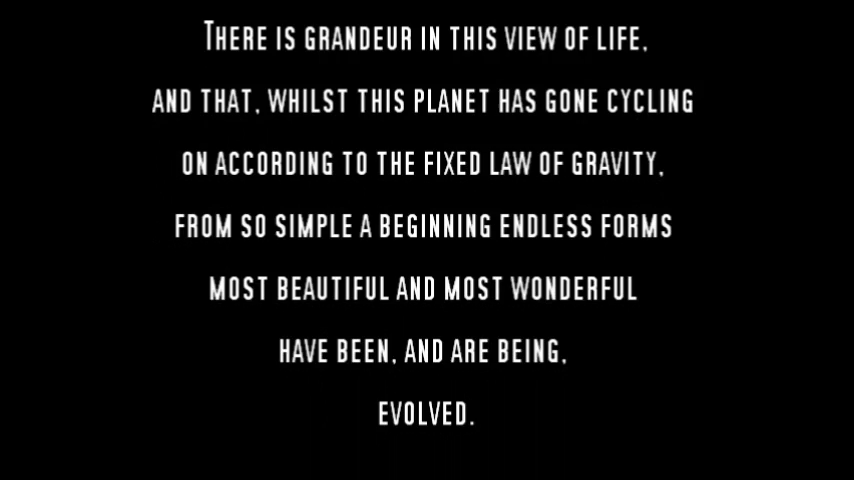 There is grandeur in this view of life,
and that, whilst this planet has gone cycling
on according to the fixed law of gravity,
from so simple a beginning endless forms
most beautiful and most wonderful
have been, and are being,
evolved.